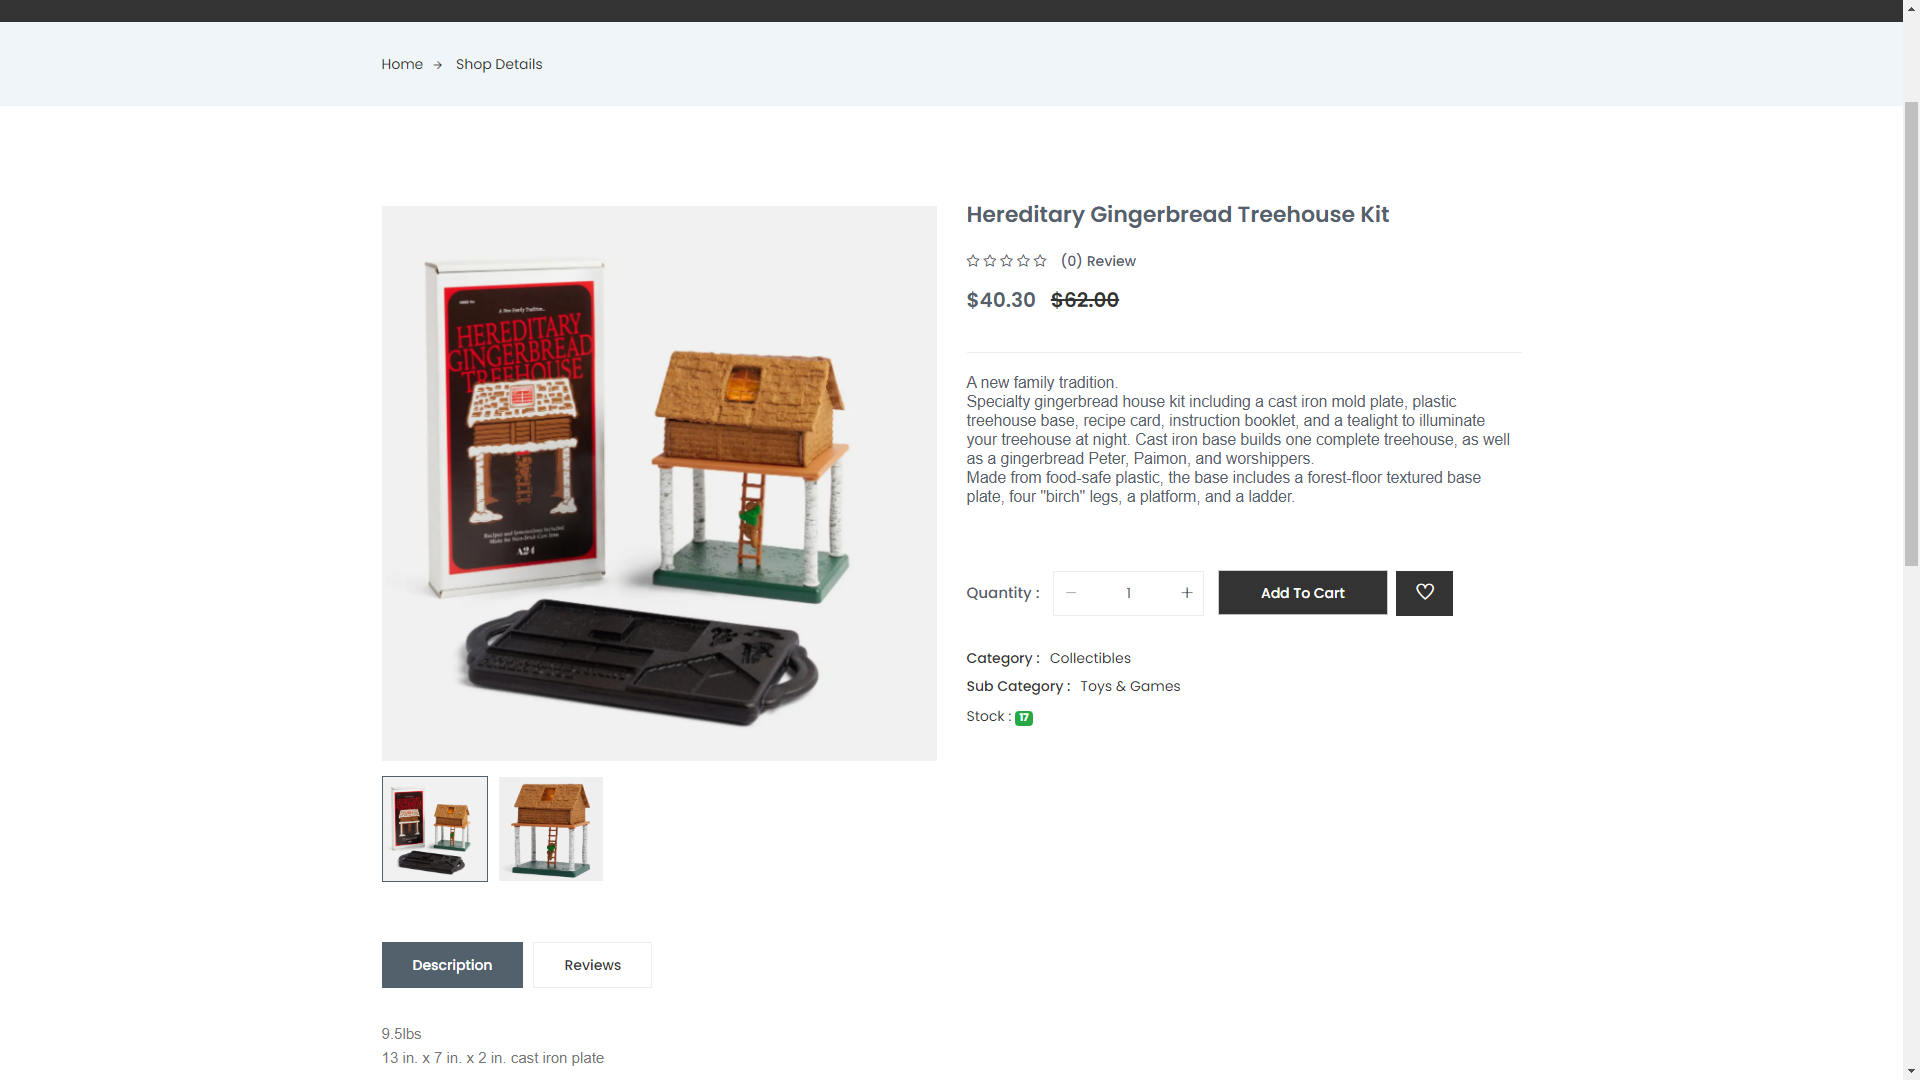 Home → Shop Details
HEREDITARY
GINGERBREAD
TREEHOUSE
A24
Hereditary Gingerbread Treehouse Kit
(0) Review
$40.30 $62.00
A new family tradition.
Specialty gingerbread house kit including a cast iron mold plate, plastic
treehouse base, recipe card, instruction booklet, and a tealight to illuminate
your treehouse at night. Cast iron base builds one complete treehouse, as well
as a gingerbread Peter, Paimon, and worshippers.
Made from food-safe plastic, the base includes a forest-floor textured base
plate, four "birch" legs, a platform, and a ladder.
Quantity : − 1 + Add To Cart
Category : Collectibles
Sub Category : Toys & Games
Stock : 17
Description Reviews
9.5lbs
13 in. x 7 in. x 2 in. cast iron plate